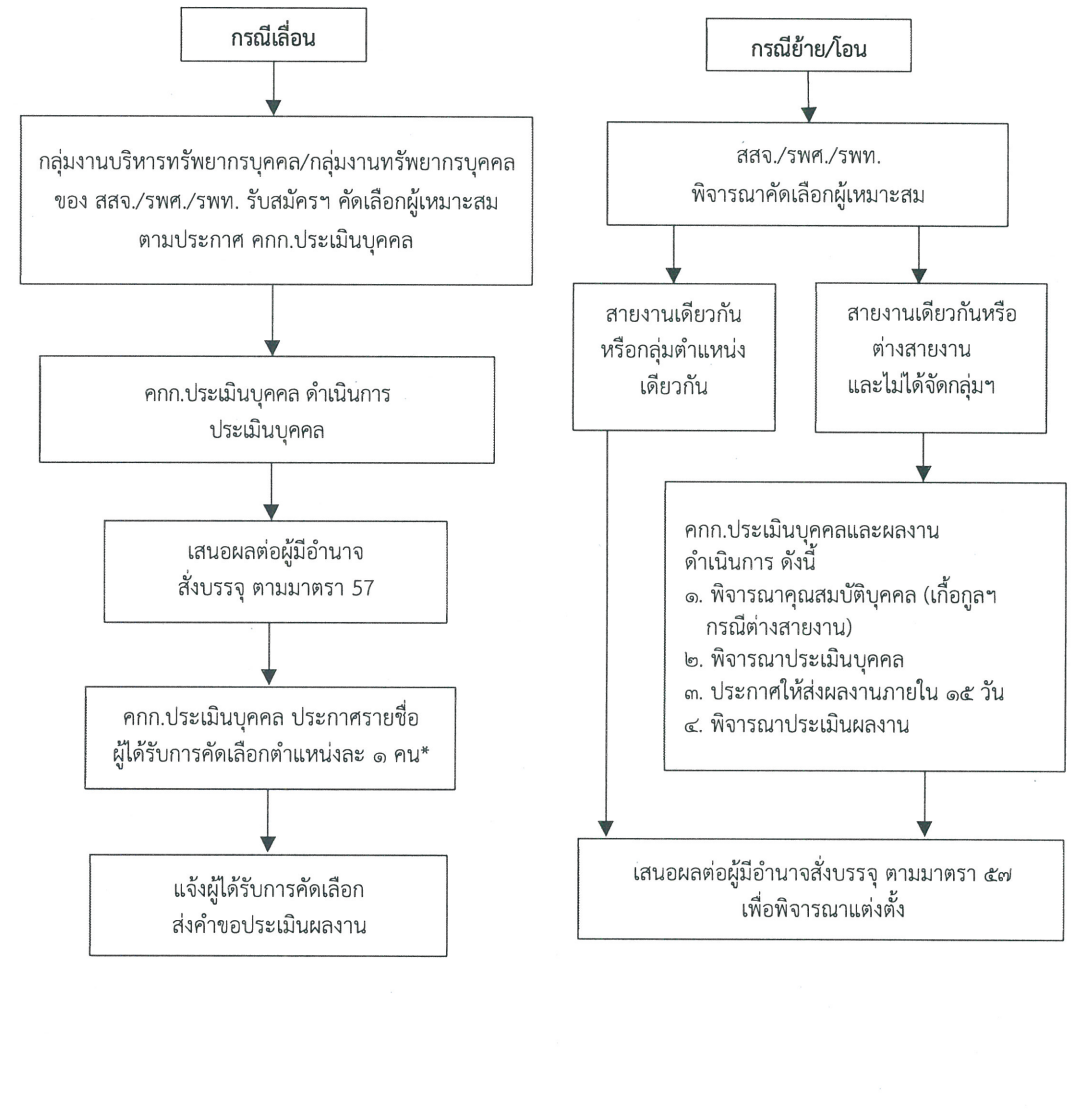 กรณีเลื่อน
กลุ่มงานบริหารทรัพยากรบุคคล/กลุ่มงานทรัพยากรบุคคล
ของ สสจ./รพศ./รพท. รับสมัครฯ คัดเลือกผู้เหมาะสม
ตามประกาศ คกก.ประเมินบุคคล
คกก.ประเมินบุคคล ดำเนินการ
ประเมินบุคคล
เสนอผลต่อผู้มีอำนาจ
สั่งบรรจุ ตามมาตรา 57
คกก.ประเมินบุคคล ประกาศรายชื่อ
ผู้ได้รับการคัดเลือกตำแหน่งละ ๑ คน*
แจ้งผู้ได้รับการคัดเลือก
ส่งคำขอประเมินผลงาน
กรณีย้าย/โอน
สสจ./รพศ./รพท.
พิจารณาคัดเลือกผู้เหมาะสม
สายงานเดียวกัน
หรือกลุ่มตำแหน่ง
เดียวกัน
สายงานเดียวกันหรือ
ต่างสายงาน
และไม่ได้จัดกลุ่มฯ
คกก.ประเมินบุคคลและผลงาน
ดำเนินการ ดังนี้
๑. พิจารณาคุณสมบัติบุคคล (เกื้อกูลฯ
กรณีต่างสายงาน)
๒. พิจารณาประเมินบุคคล
๓. ประกาศให้ส่งผลงานภายใน ๑๕ วัน
๔. พิจารณาประเมินผลงาน
เสนอผลต่อผู้มีอำนาจสั่งบรรจุ ตามมาตรา ๕๗
เพื่อพิจารณาแต่งตั้ง